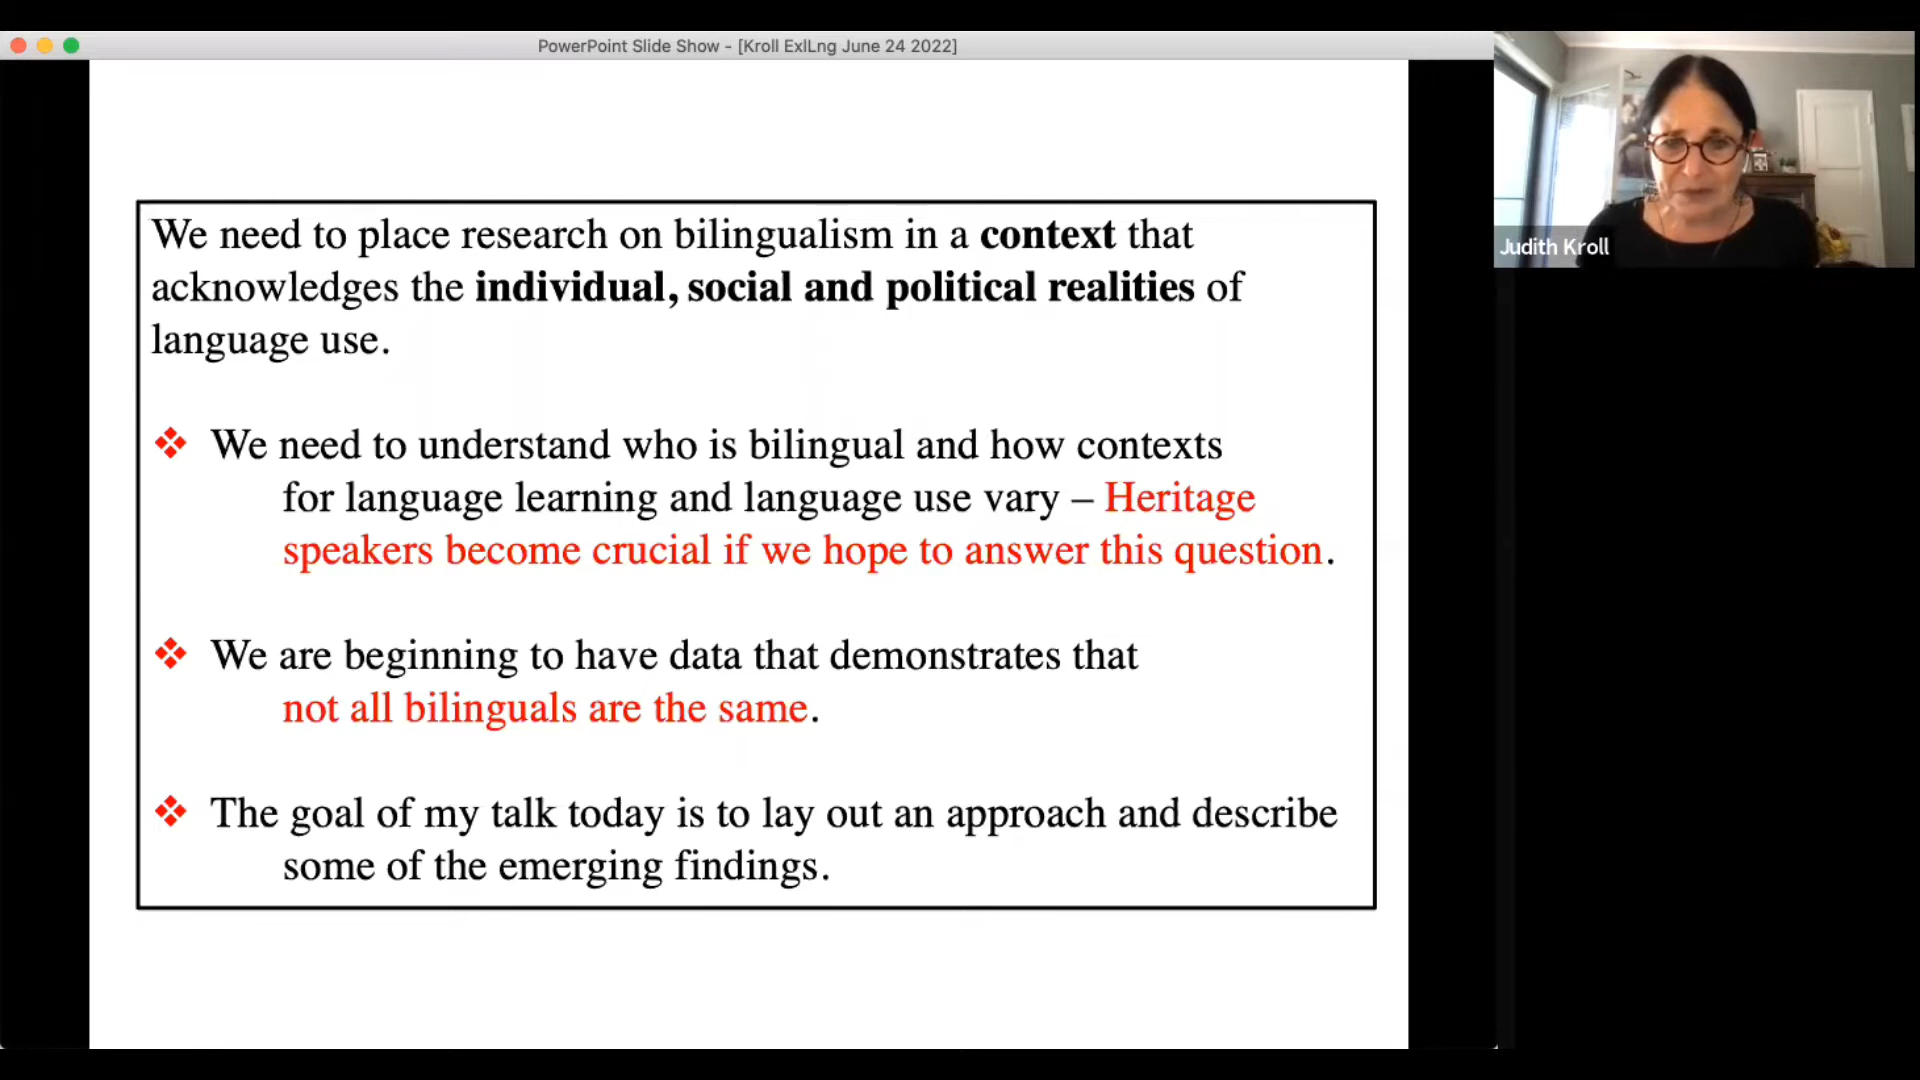 PowerPoint Slide Show - [Kroll ExlLng June 24 2022]
We need to place research on bilingualism in a context that
acknowledges the individual, social and political realities of
language use.
❖ We need to understand who is bilingual and how contexts
for language learning and language use vary – Heritage
speakers become crucial if we hope to answer this question.
❖ We are beginning to have data that demonstrates that
not all bilinguals are the same.
❖ The goal of my talk today is to lay out an approach and describe
some of the emerging findings.
Judith Kroll